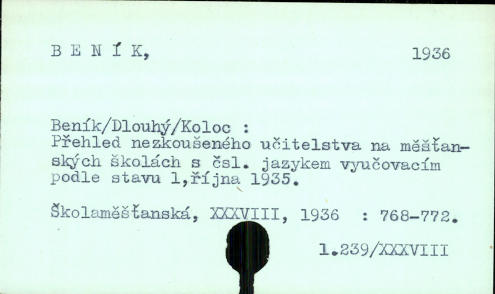 BENÍK, 1936
Beník/Dlouhý/Koloc :
Přehled nezkoušeného učitelstva na měšťan-
ských školách s čsl. jazykem vyučovacím
podle stavu 1,října 1935.
Školaměšťanská, XXXVIII, 1936 : 768-772.
1.239/XXXVIII